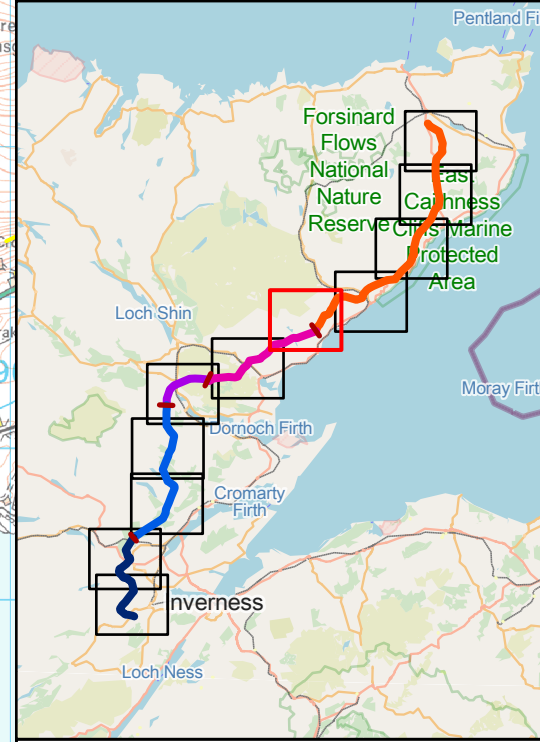 Pentland Fi
Forsinard
Flows
National
Nature
Reserve
East
Caithness
Cliffs Marine
Protected
Area
Loch Shin
Moray Firt
Dornoch Firth
Cromarty
Firth
nverness
Loch Ness